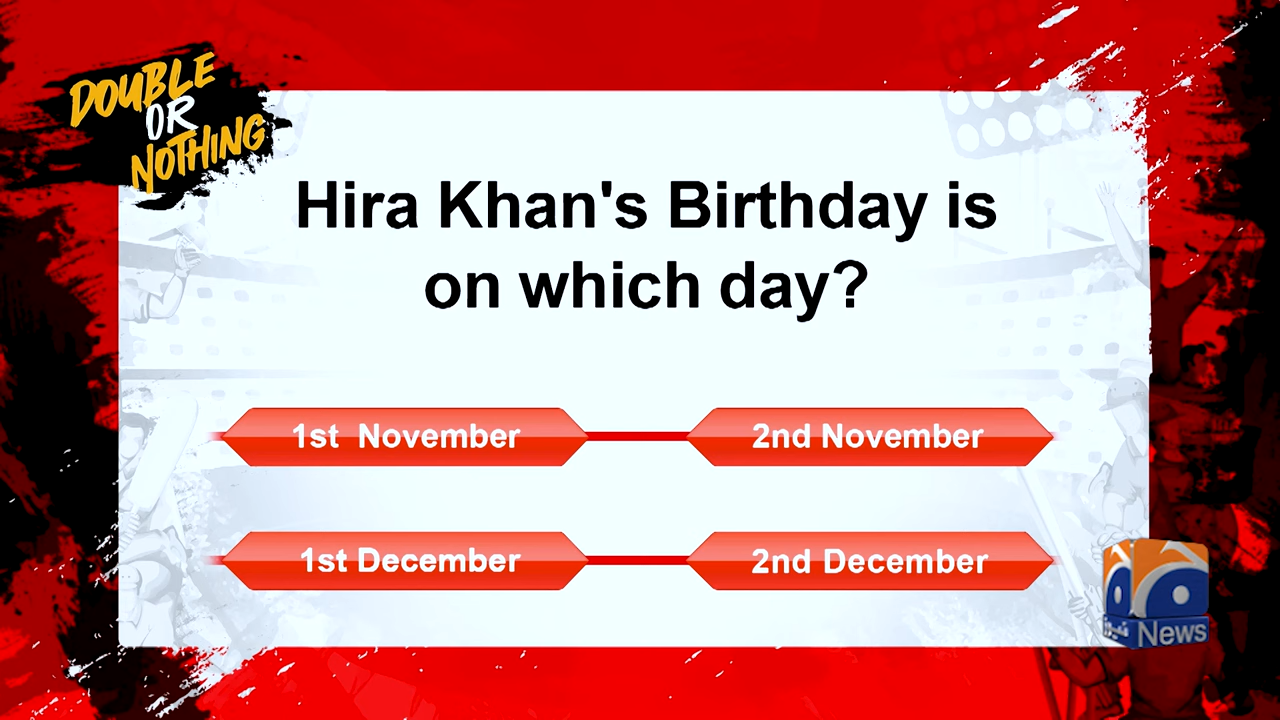 DOUBLE
OR
NOTHING
Hira Khan's Birthday is
on which day?
1st November
2nd November
1st December
2nd December
نیوز News